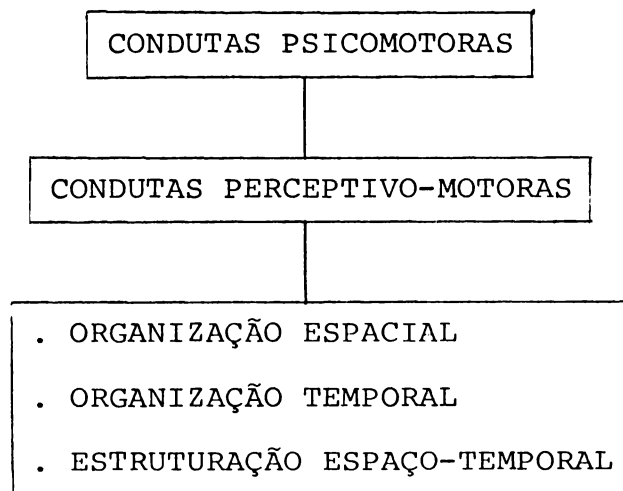 CONDUTAS PSICOMOTORAS
CONDUTAS PERCEPTIVO-MOTORAS
. ORGANIZAÇÃO ESPACIAL
. ORGANIZAÇÃO TEMPORAL
. ESTRUTURAÇÃO ESPAÇO-TEMPORAL